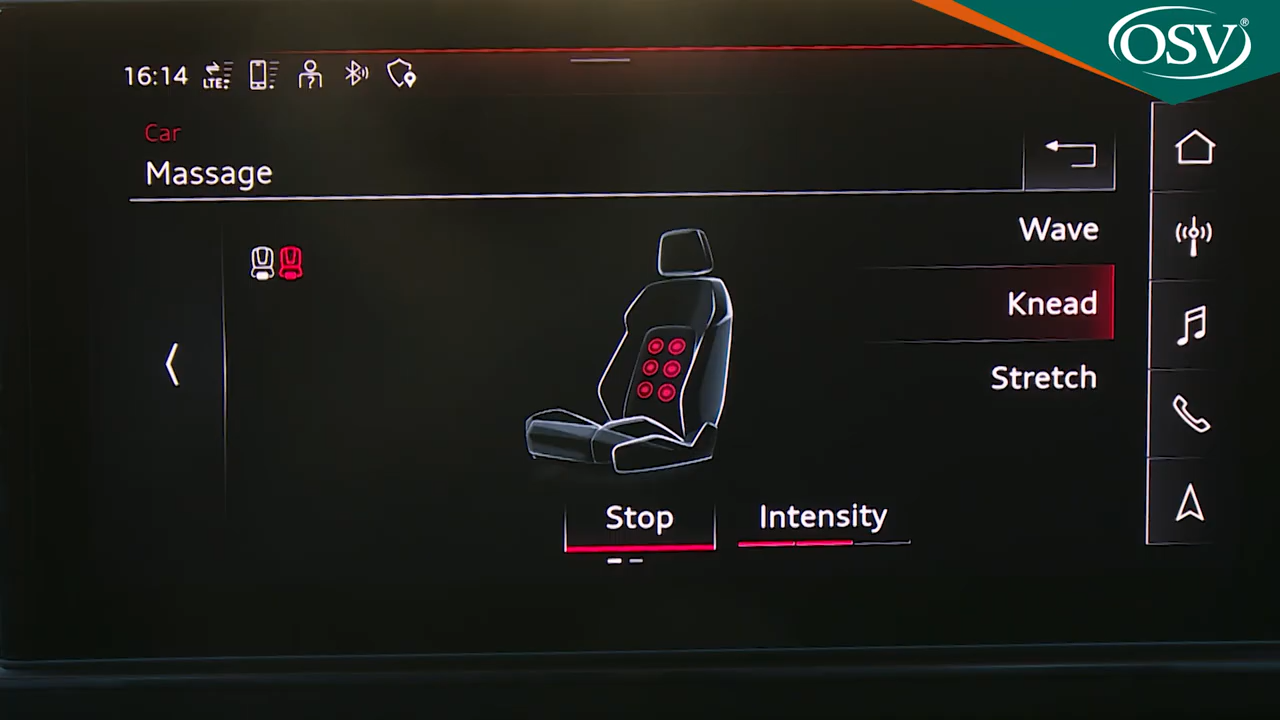 OSV®
16:14
LTE
Car
Massage
Wave
Knead
Stretch
Stop
Intensity